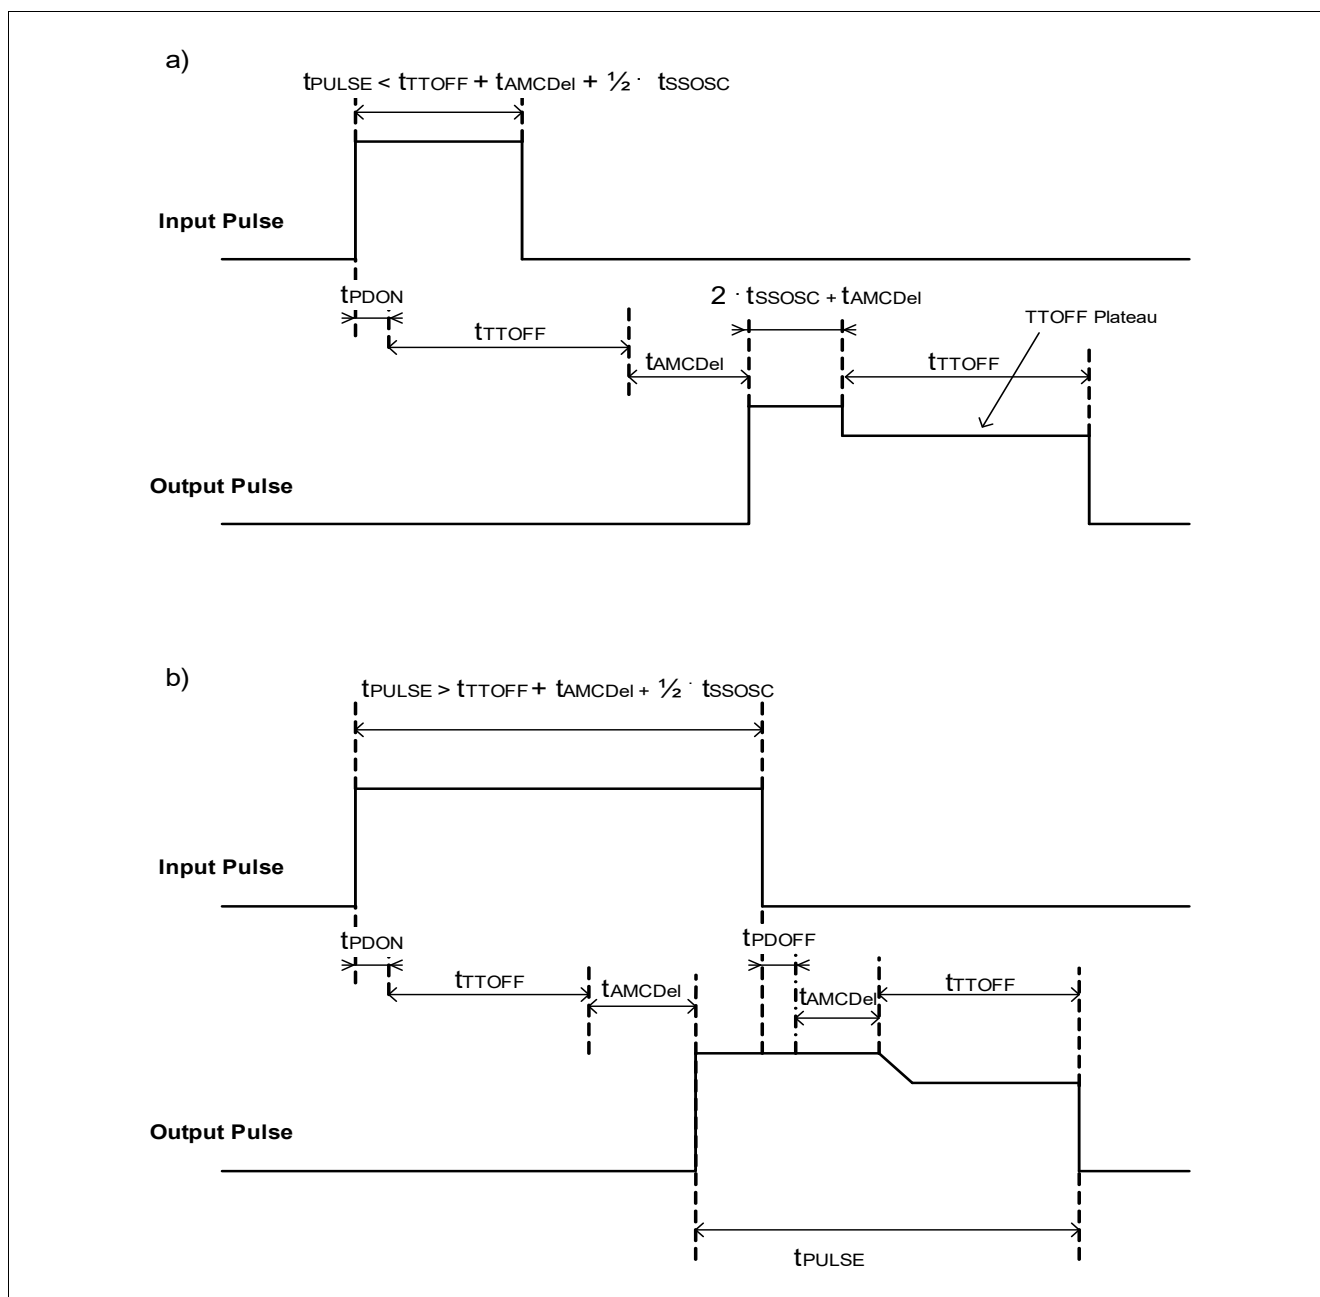 a)
tPULSE < tTTOFF + tAMCDel + ½ · tSSOSC
Input Pulse
tPDON
2 · tSSOSC + tAMCDel
TTOFF Plateau
tTTOFF
tAMCDel
tTTOFF
Output Pulse
b)
tPULSE > tTTOFF + tAMCDel + ½ · tSSOSC
Input Pulse
tPDON
tPDOFF
tTTOFF
tAMCDel
tAMCDel
tTTOFF
Output Pulse
tPULSE